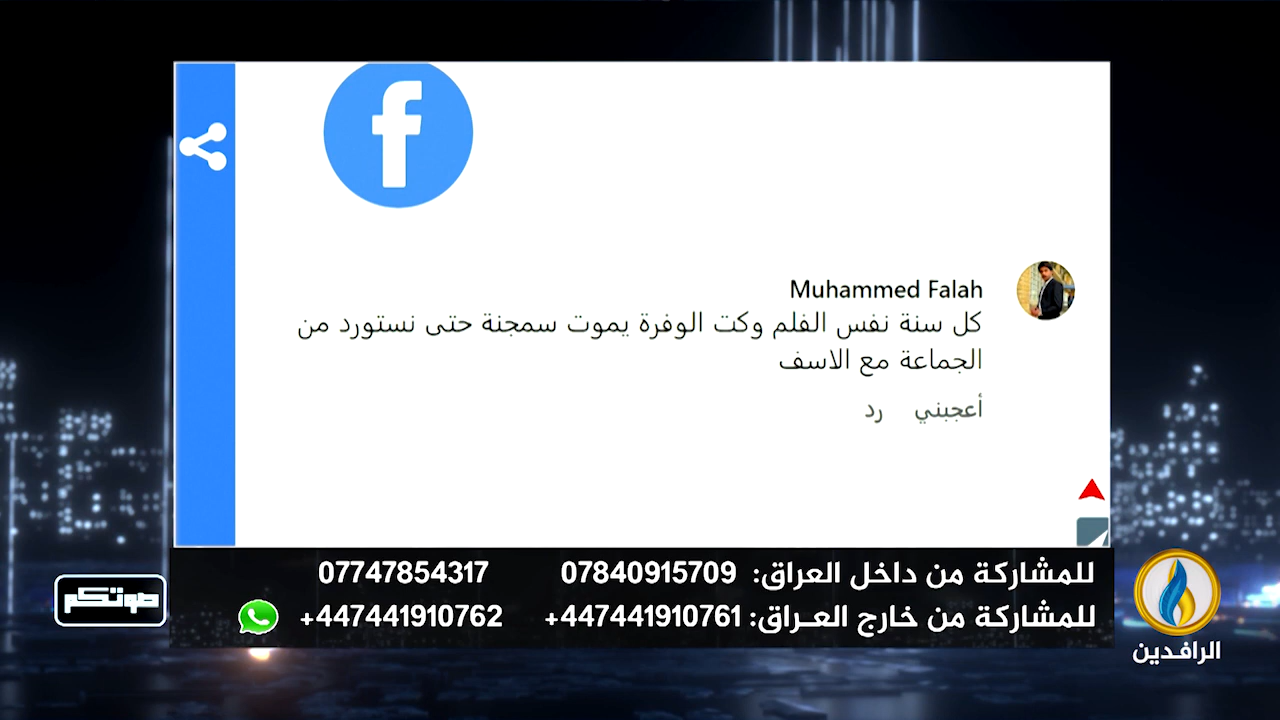 f
Muhammed Falah
كل سنة نفس الفلم وكت الوفرة يموت سمجنة حتى نستورد من
الجماعة مع الاسف
أعجبني رد
للمشاركة من داخل العراق: 07840915709 07747854317
للمشاركة من خارج العـراق: 447441910761+ 447441910762+
صوتكم
الرافـدين